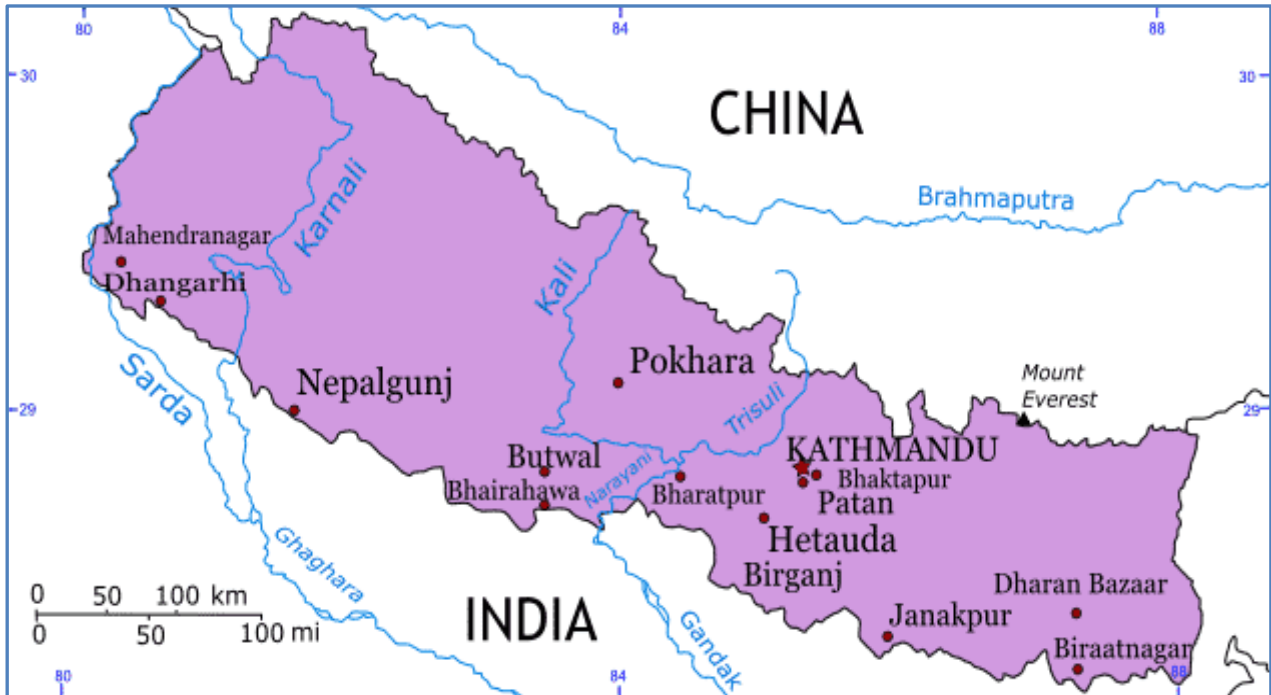 80
84
88
30
30
CHINA
Brahmaputra
Karnali
Mahendranagar
Dhangarhi
Kali
Sarda
Nepalgunj
Pokhara
Trisuli
Mount
Everest
29
29
KATHMANDU
Butwal
Narayani
Bhairahawa
Bharatpur
Bhaktapur
Patan
Hetauda
Birganj
Ghaghara
Dharan Bazaar
0 50 100 km
0 50 100 mi
INDIA
Gandak
Janakpur
Biraatnagar
80
84
88